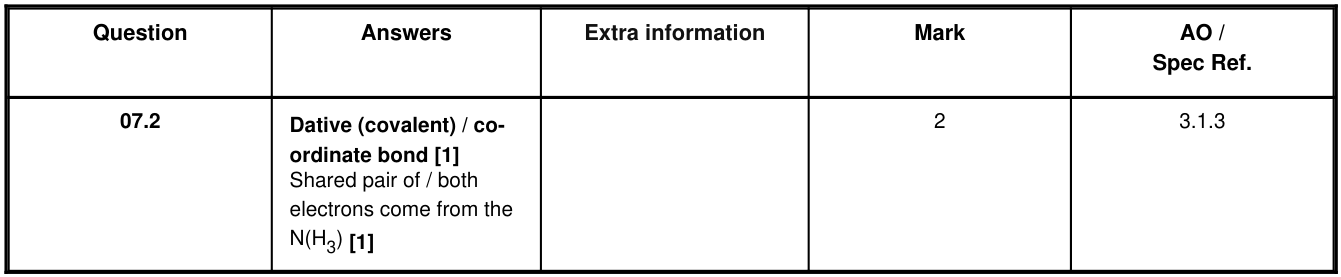 Question Answers Extra information Mark AO /
Spec Ref.
07.2 Dative (covalent) / co- 2 3.1.3
ordinate bond [1]
Shared pair of / both
electrons come from the
N(H₃) [1]